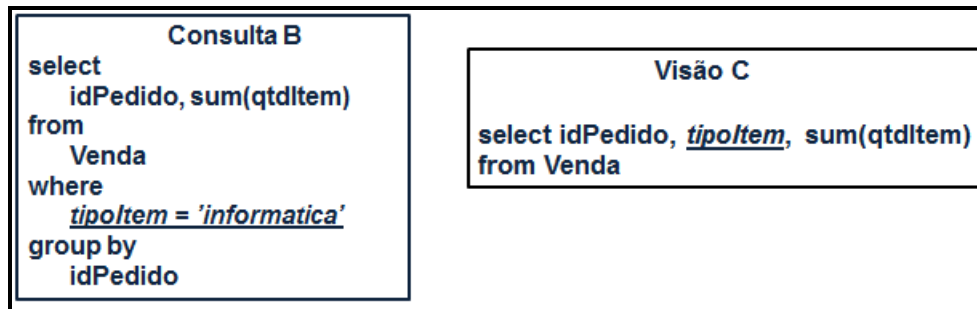 Consulta B
select
idPedido, sum(qtdItem)
from
Venda
where
tipoItem = ’informatica’
group by
idPedido
Visão C
select idPedido, tipoItem, sum(qtdItem)
from Venda